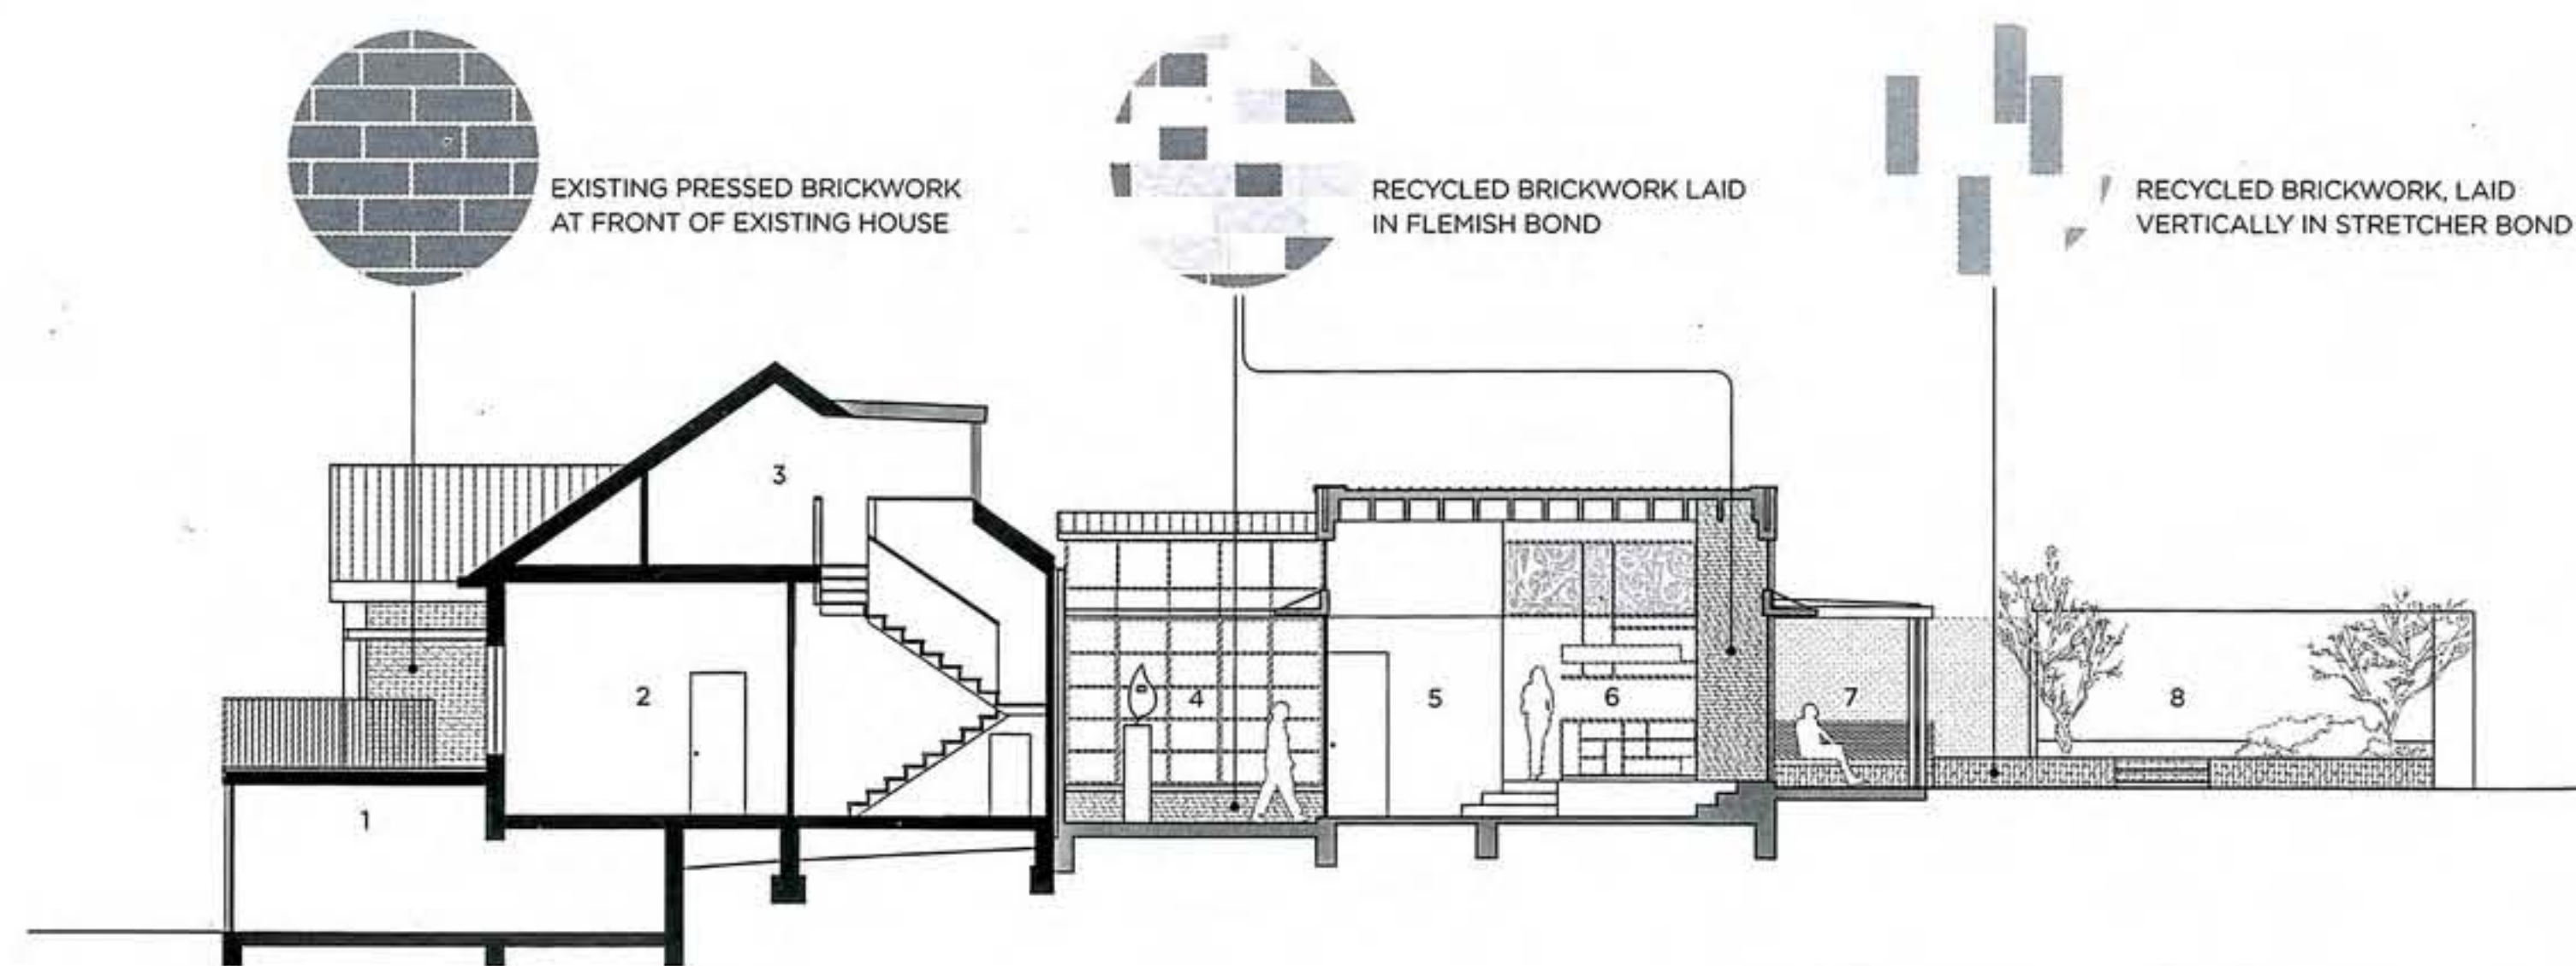 EXISTING PRESSED BRICKWORK
AT FRONT OF EXISTING HOUSE
RECYCLED BRICKWORK LAID
IN FLEMISH BOND
RECYCLED BRICKWORK, LAID
VERTICALLY IN STRETCHER BOND
3
2
4
5
6
7
8
1